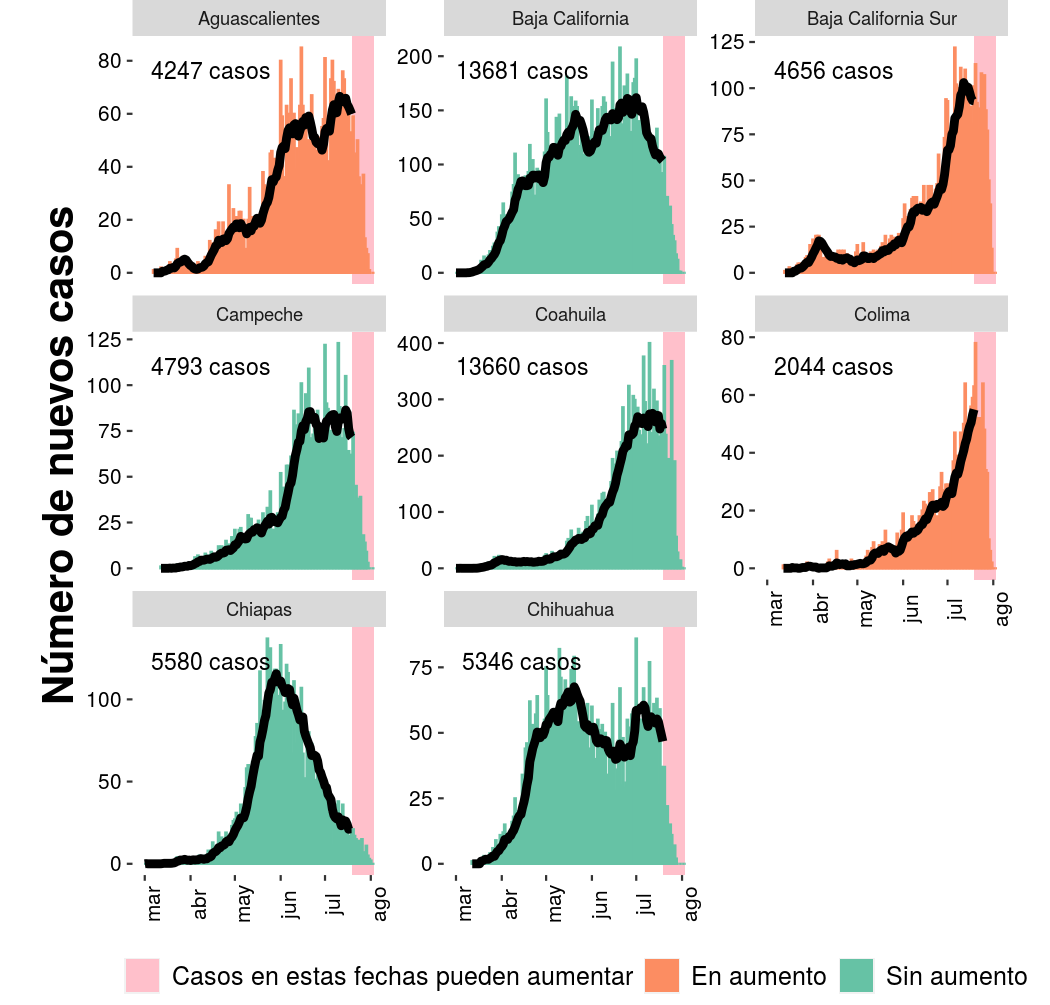 Número de nuevos casos
Aguascalientes
4247 casos
80
60
40
20
0
Baja California
13681 casos
200
150
100
50
0
Baja California Sur
4656 casos
125
100
75
50
25
0
Campeche
4793 casos
125
100
75
50
25
0
Coahuila
13660 casos
400
300
200
100
0
Colima
2044 casos
80
60
40
20
0
mar abr may jun jul ago
Chiapas
5580 casos
100
50
0
mar abr may jun jul ago
Chihuahua
5346 casos
75
50
25
0
mar abr may jun jul ago
Casos en estas fechas pueden aumentar En aumento Sin aumento